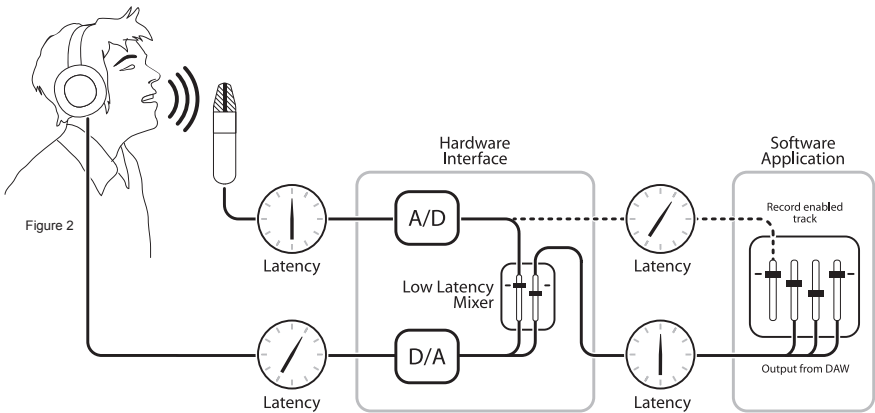 Hardware
Interface
Software
Application
Record enabled
track
Figure 2
A/D
Latency
Latency
Low Latency
Mixer
D/A
Output from DAW
Latency
Latency